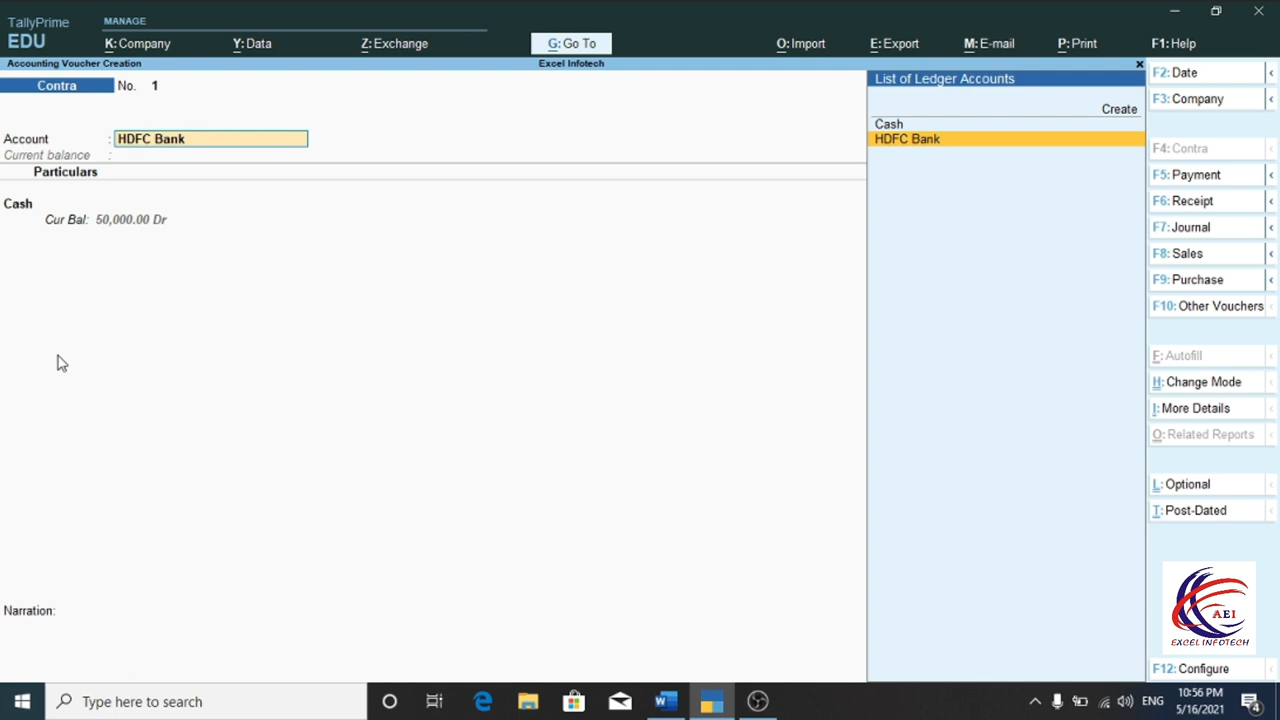 TallyPrime
EDU
MANAGE
K: Company
Y: Data
Z: Exchange
G: Go To
O: Import
E: Export
M: E-mail
P: Print
F1: Help
Accounting Voucher Creation
Excel Infotech
×
Contra
No. 1
Account : HDFC Bank
Current balance :
Particulars
Cash
Cur Bal: 50,000.00 Dr
Narration:
List of Ledger Accounts
Create
Cash
HDFC Bank
F2: Date
F3: Company
F4: Contra
F5: Payment
F6: Receipt
F7: Journal
F8: Sales
F9: Purchase
F10: Other Vouchers
F: Autofill
H: Change Mode
I: More Details
O: Related Reports
L: Optional
T: Post-Dated
AEI
EXCEL INFOTECH
F12: Configure
Type here to search
ENG
10:56 PM
5/16/2021
4